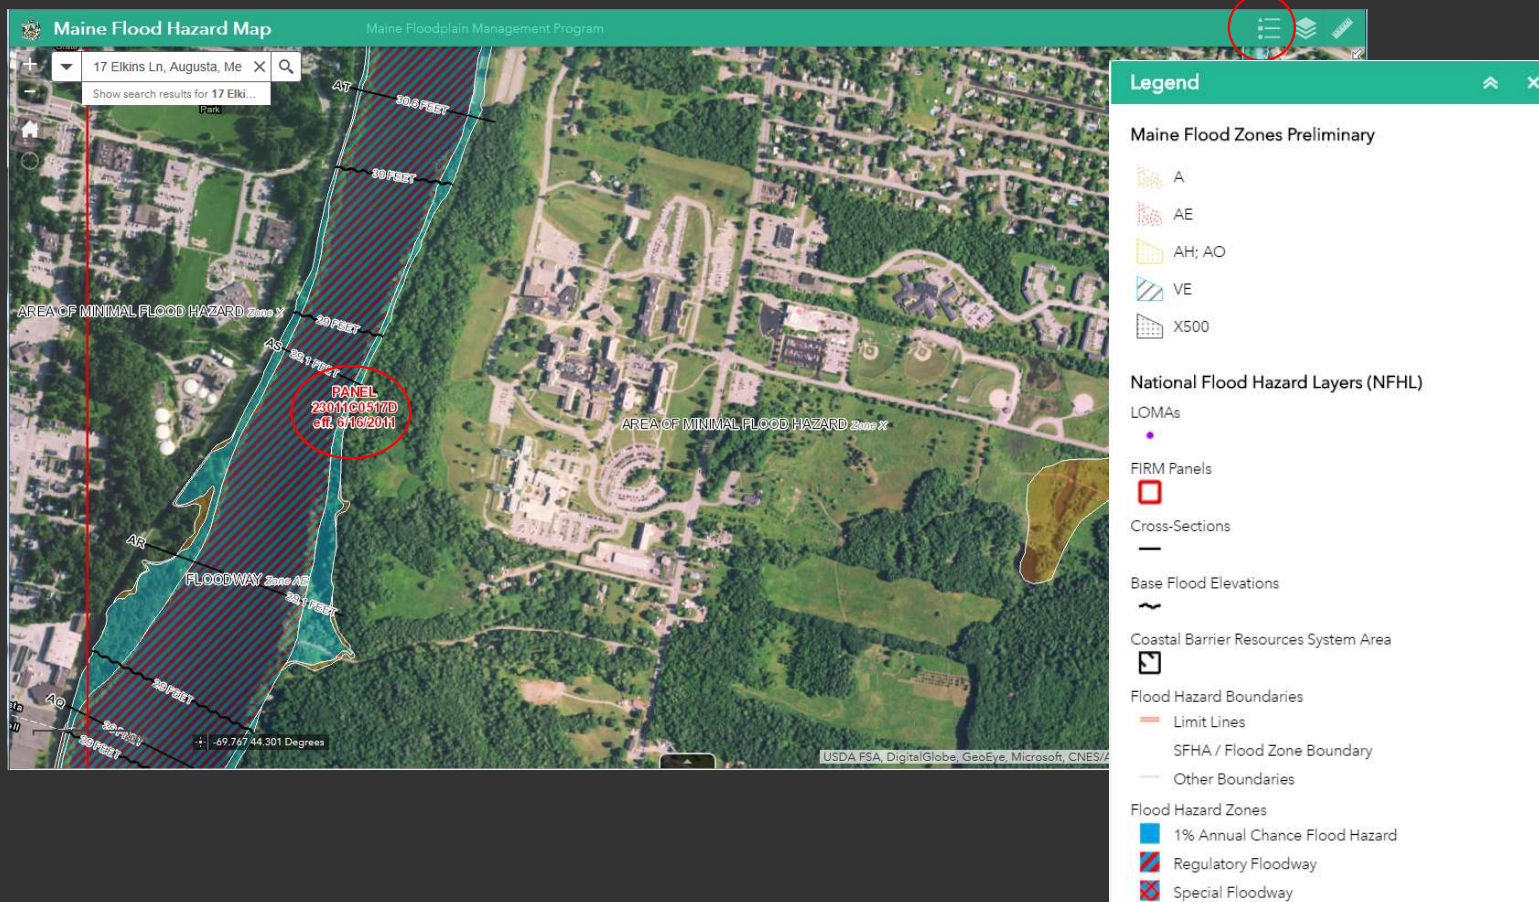 Maine Flood Hazard Map
Maine Floodplain Management Program
17 Elkins Ln, Augusta, Me
Show search results for 17 Elki...
State
Park
AT
30.6 FEET
30 FEET
AREA OF MINIMAL FLOOD HAZARD Zone X
29 FEET
AS
29.1 FEET
PANEL
23011C0517D
eff. 6/16/2011
AREA OF MINIMAL FLOOD HAZARD Zone X
AR
FLOODWAY Zone AE
29.1 FEET
29 FEET
AQ
29 FEET
-69.767 44.301 Degrees
USDA FSA, DigitalGlobe, GeoEye, Microsoft, CNES/A
Legend
Maine Flood Zones Preliminary
A
AE
AH; AO
VE
X500
National Flood Hazard Layers (NFHL)
LOMAs
FIRM Panels
Cross-Sections
Base Flood Elevations
Coastal Barrier Resources System Area
Flood Hazard Boundaries
Limit Lines
SFHA / Flood Zone Boundary
Other Boundaries
Flood Hazard Zones
1% Annual Chance Flood Hazard
Regulatory Floodway
Special Floodway